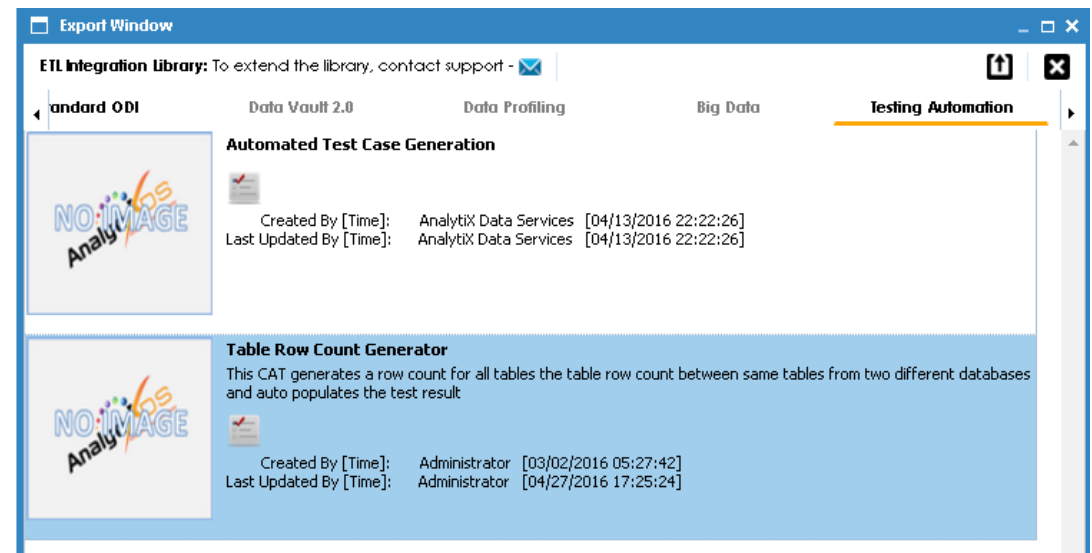 Export Window
ETL Integration Library: To extend the library, contact support -
andard ODI Data Vault 2.0 Data Profiling Big Data Testing Automation
Automated Test Case Generation
NO IMAGE
Created By [Time]: AnalytiX Data Services [04/13/2016 22:22:26]
Last Updated By [Time]: AnalytiX Data Services [04/13/2016 22:22:26]
Table Row Count Generator
This CAT generates a row count for all tables the table row count between same tables from two different databases
and auto populates the test result
NO IMAGE
Created By [Time]: Administrator [03/02/2016 05:27:42]
Last Updated By [Time]: Administrator [04/27/2016 17:25:24]